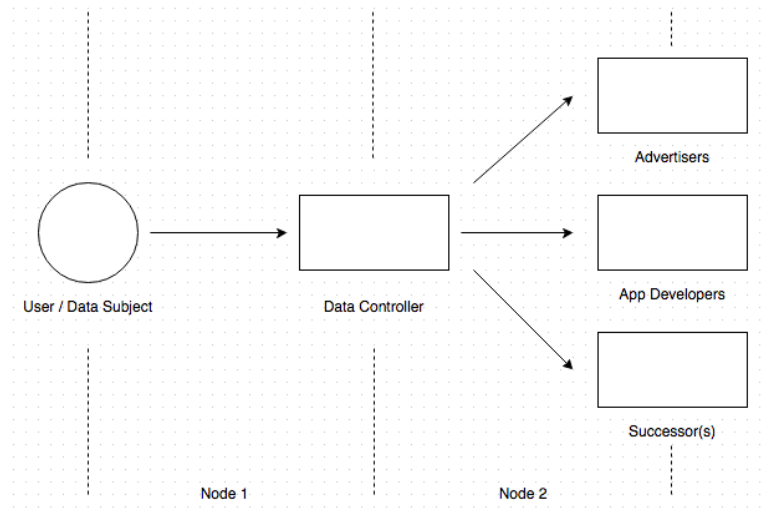 Advertisers
User / Data Subject
Data Controller
App Developers
Successor(s)
Node 1
Node 2